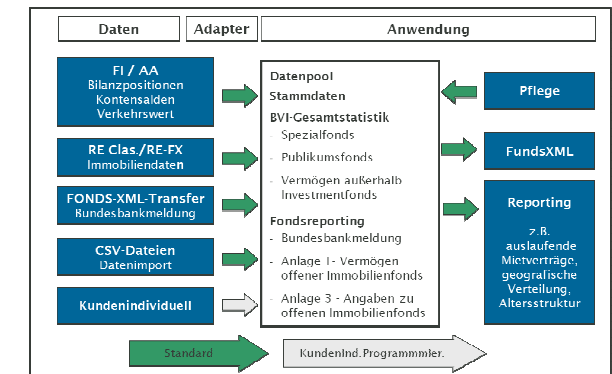 Daten
Adapter
Anwendung
FI / AA
Bilanzpositionen
Kontensalden
Verkehrswert
RE Clas./RE-FX
Immobiliendaten
FONDS-XML-Transfer
Bundesbankmeldung
CSV-Dateien
Datenimport
Kundenindividuell
Datenpool
Stammdaten
BVI-Gesamtstatistik
- Spezialfonds
- Publikumsfonds
- Vermögen außerhalb
Investmentfonds
Fondsreporting
- Bundesbankmeldung
- Anlage 1- Vermögen
offener Immobilienfonds
- Anlage 3 - Angaben zu
offenen Immobilienfonds
Pflege
FundsXML
Reporting
z.B.
auslaufende
Mietverträge,
geografische
Verteilung,
Altersstruktur
Standard
KundenInd.Programmmier.